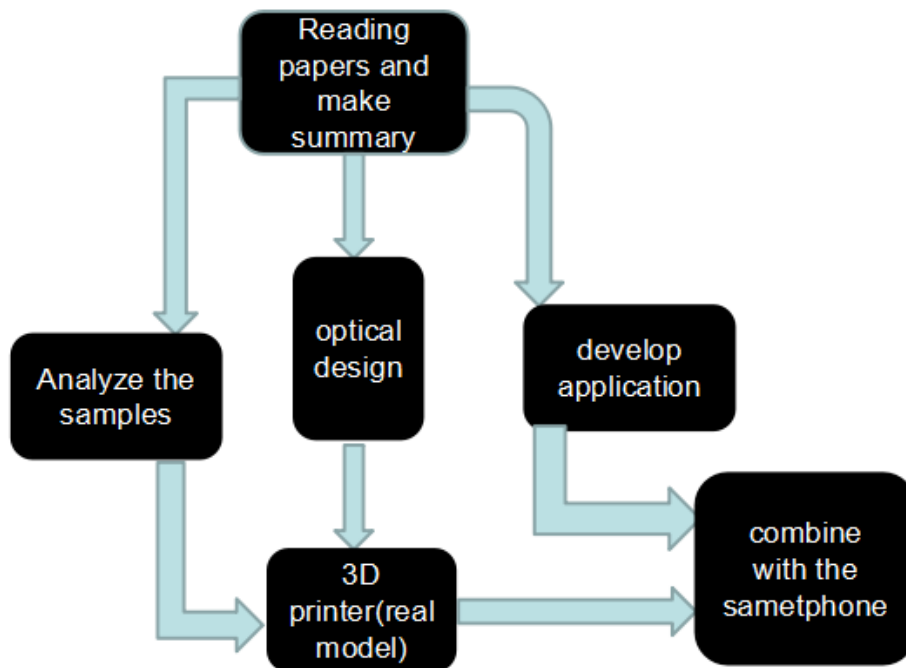 Reading
papers and
make
summary
optical
design
Analyze the
samples
develop
application
3D
printer(real
model)
combine
with the
sametphone